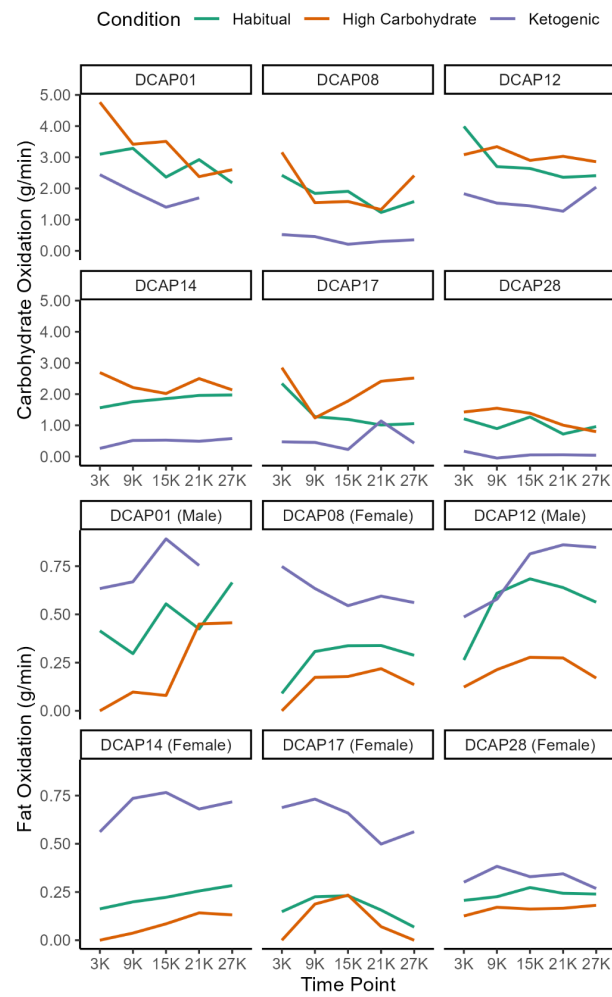 Condition Habitual High Carbohydrate Ketogenic
DCAP01 DCAP08 DCAP12
5.00
4.00
3.00
2.00
1.00
0.00
DCAP14 DCAP17 DCAP28
5.00
4.00
3.00
2.00
1.00
0.00
Carbohydrate Oxidation (g/min)
3K 9K 15K 21K 27K 3K 9K 15K 21K 27K 3K 9K 15K 21K 27K
DCAP01 (Male) DCAP08 (Female) DCAP12 (Male)
0.75
0.50
0.25
0.00
DCAP14 (Female) DCAP17 (Female) DCAP28 (Female)
0.75
0.50
0.25
0.00
Fat Oxidation (g/min)
3K 9K 15K 21K 27K 3K 9K 15K 21K 27K 3K 9K 15K 21K 27K
Time Point